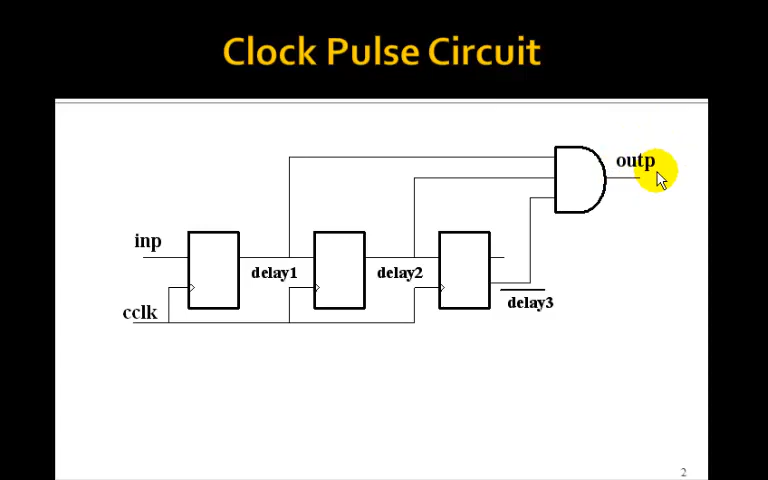 Clock Pulse Circuit
outp
inp
delay1
delay2
delay3
cclk
2